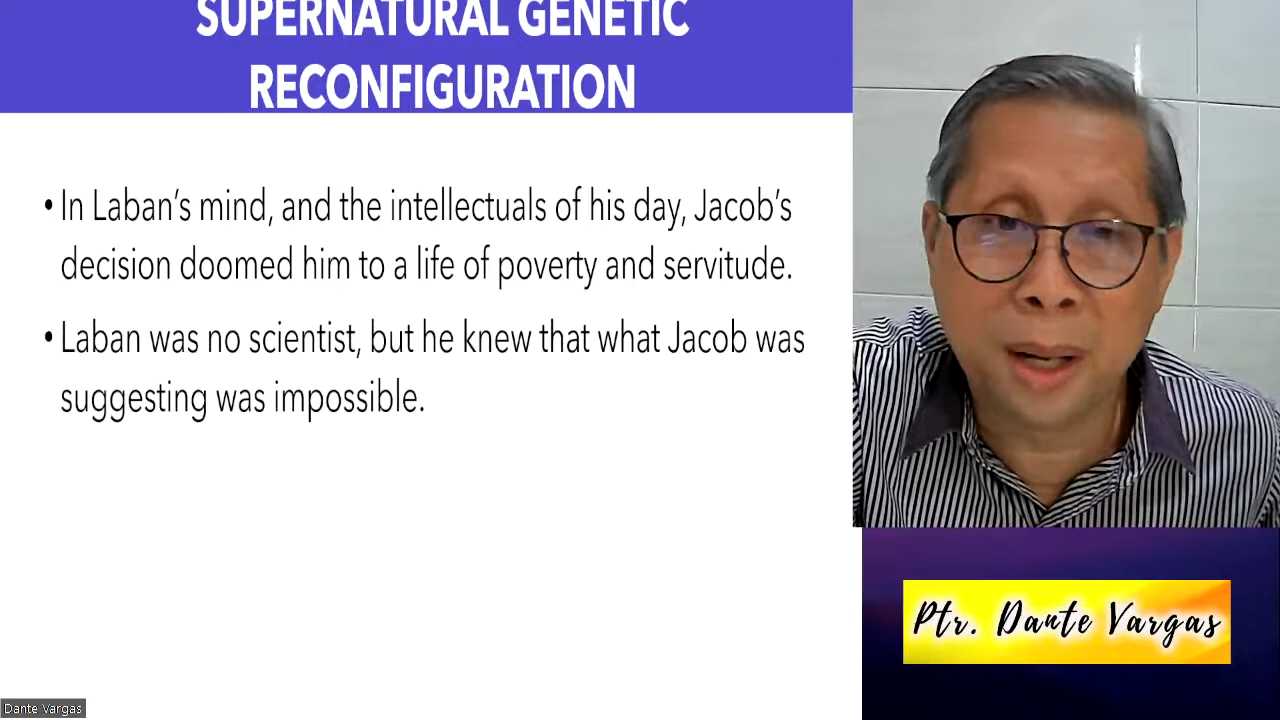 SUPERNATURAL GENETIC
RECONFIGURATION
• In Laban’s mind, and the intellectuals of his day, Jacob’s
decision doomed him to a life of poverty and servitude.
• Laban was no scientist, but he knew that what Jacob was
suggesting was impossible.
Ptr. Dante Vargas
Dante Vargas